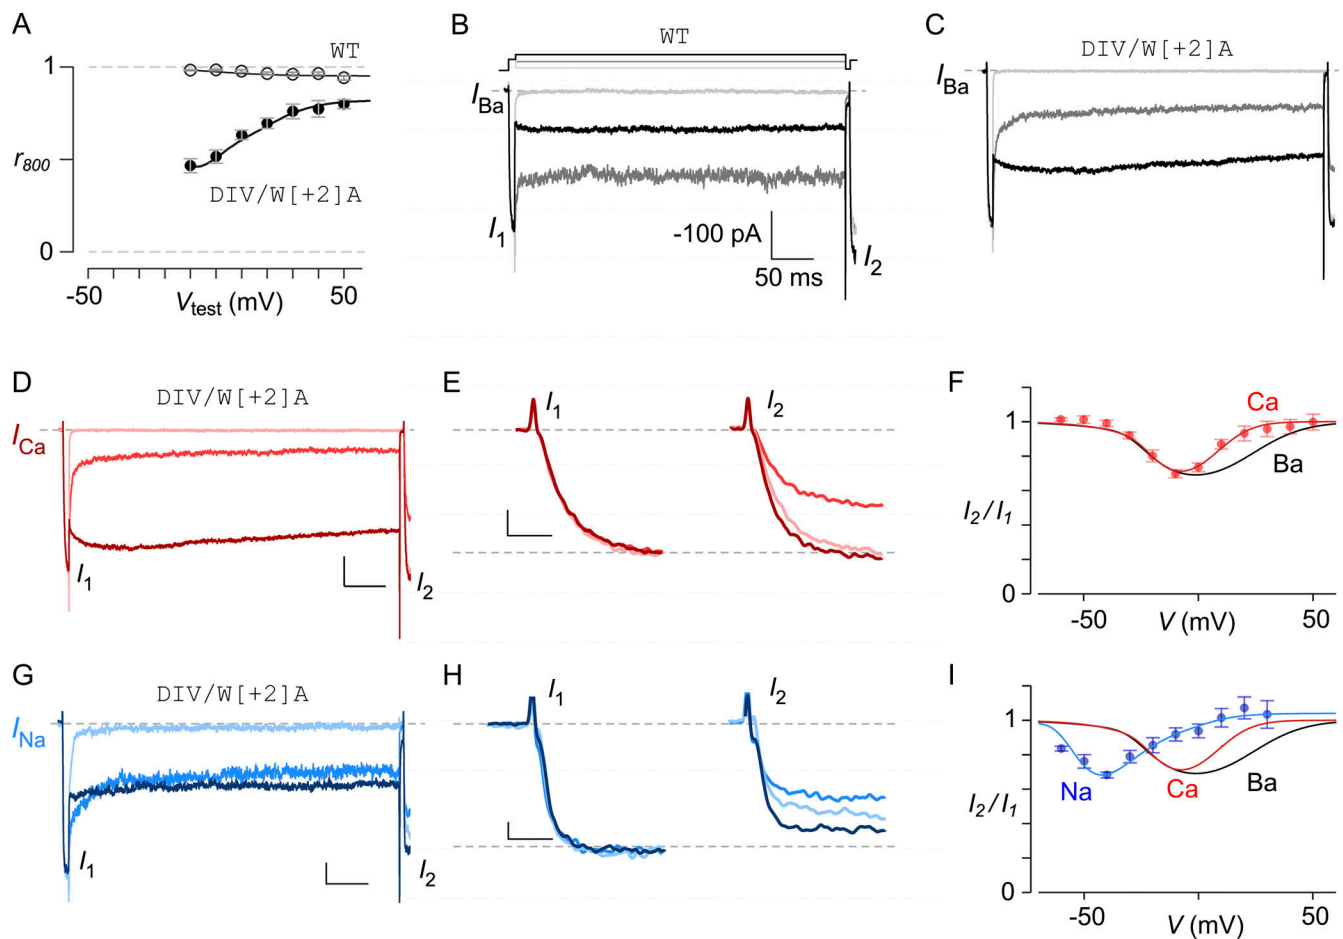 A
WT
1
r800
DIV/W[+2]A
0
-50
Vtest (mV)
50
B
WT
IBa
I1
-100 pA
50 ms
I2
C
DIV/W[+2]A
IBa
D
DIV/W[+2]A
ICa
I1
I2
E
I1
I2
F
1
Ca
Ba
I2/I1
0
-50
V (mV)
50
G
DIV/W[+2]A
INa
I1
I2
H
I1
I2
I
1
I2/I1
Na
Ca
Ba
0
-50
V (mV)
50